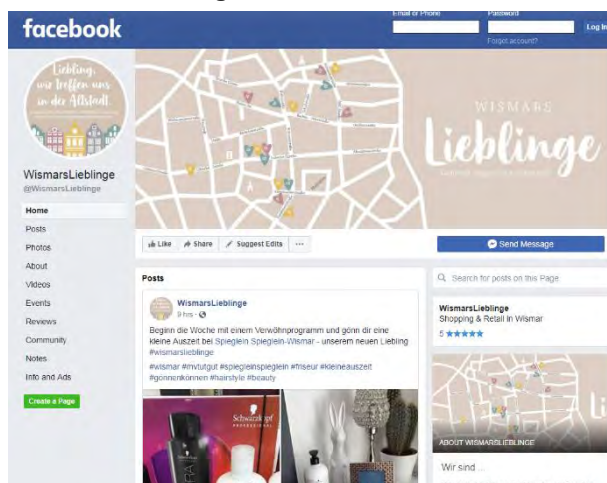 facebook
Email or Phone
Password
Log In
Forgot account?
Liebling,
wir treffen uns
in der Altstadt
WISMARS
Lieblinge
WismarsLieblinge
@WismarsLieblinge
Home
Posts
Photos
About
Videos
Events
Reviews
Community
Notes
Info and Ads
Create a Page
Like
Share
Suggest Edits
Send Message
Posts
WismarsLieblinge
9 hrs
Beginn die Woche mit einem Verwöhnprogramm und gönn dir eine
kleine Auszeit bei Spieglein Spieglein-Wismar - unserem neuen Liebling
#wismarslieblinge
#wismar #mvtutgut #spiegleinspieglein #friseur #kleineauszeit
#gönnenkönnen #hairstyle #beauty
Schwarzkopf
PROFESSIONAL
Search for posts on this Page
WismarsLieblinge
Shopping & Retail in Wismar
5 ★★★★★
ABOUT WISMARSLIEBLINGE
Wir sind ...